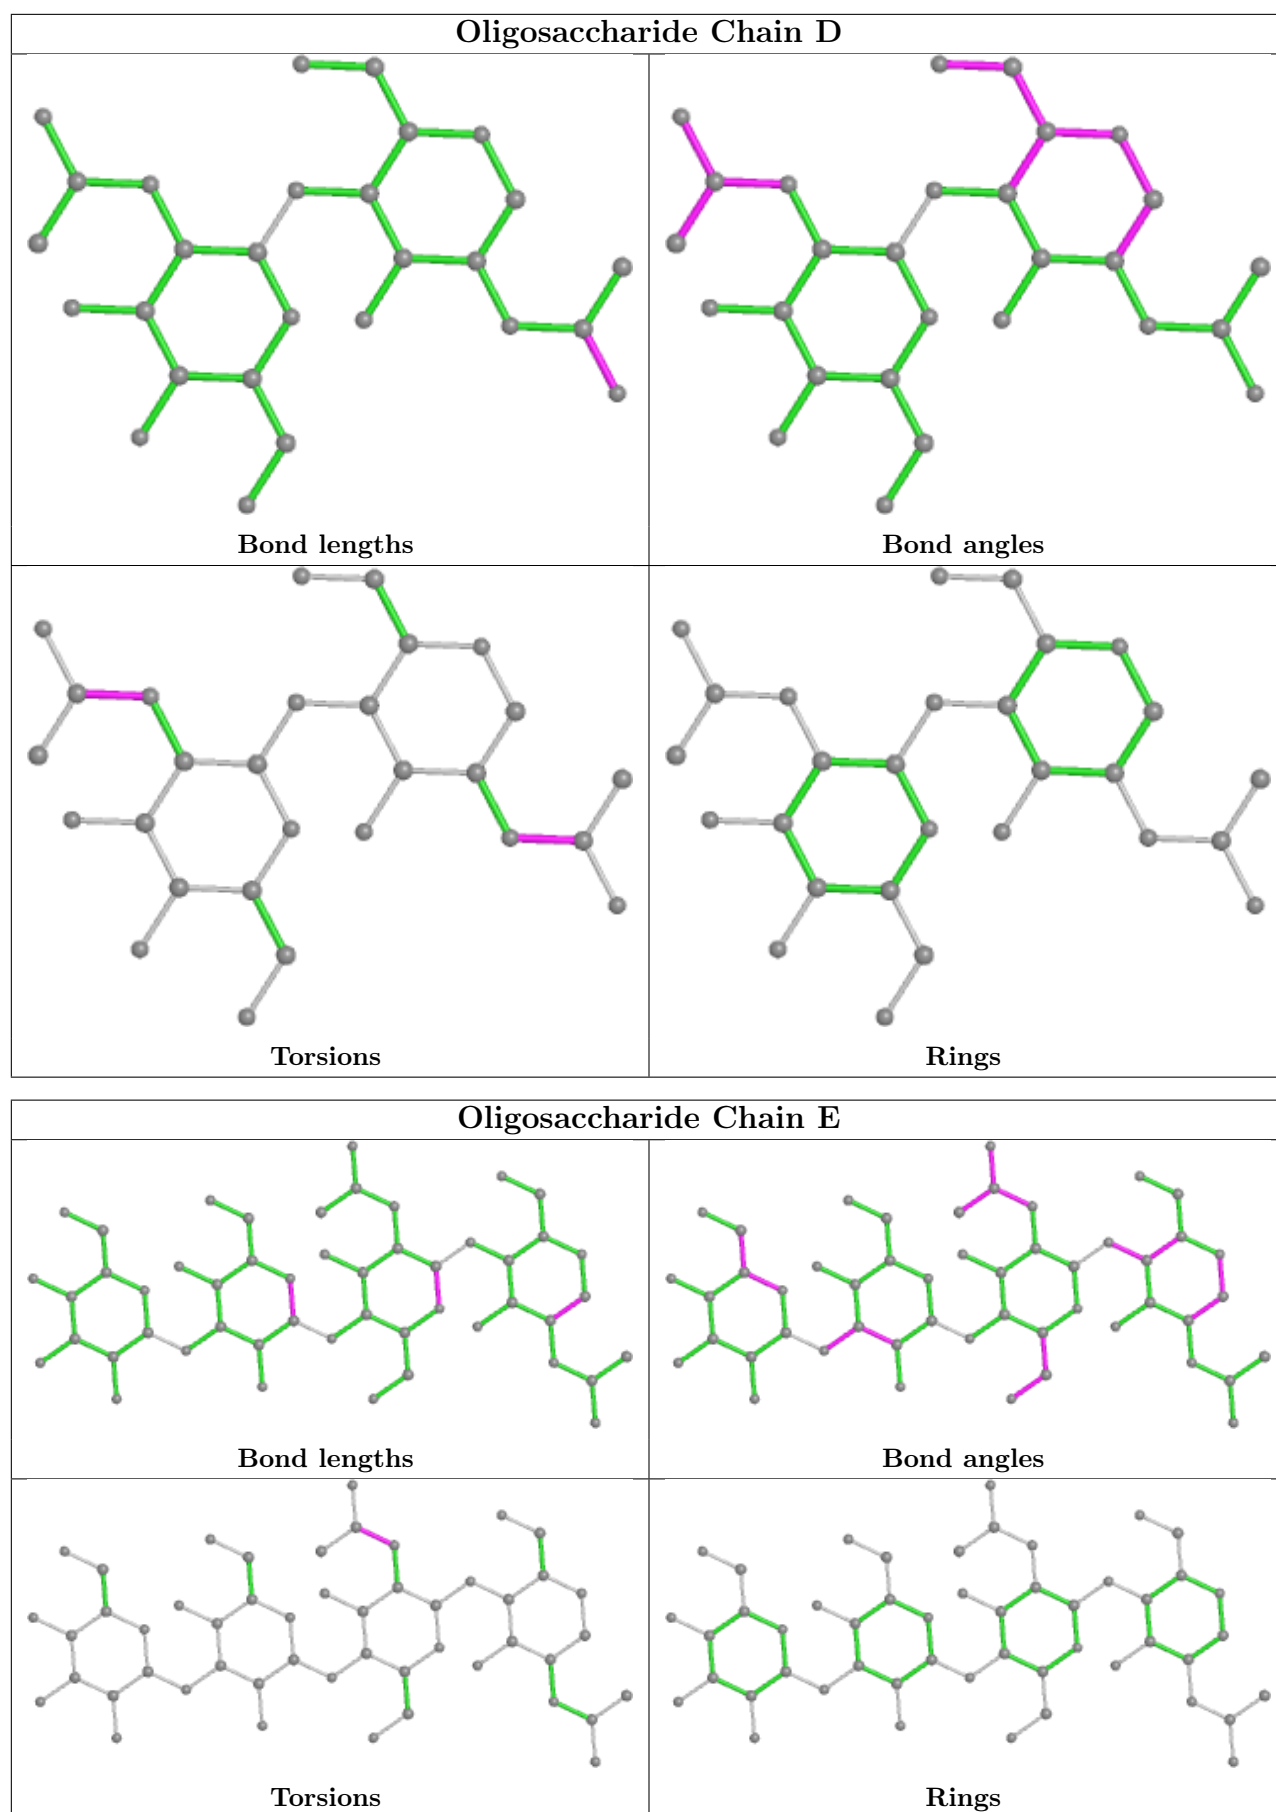 Oligosaccharide Chain D
Bond lengths
Bond angles
Torsions
Rings
Oligosaccharide Chain E
Bond lengths
Bond angles
Torsions
Rings